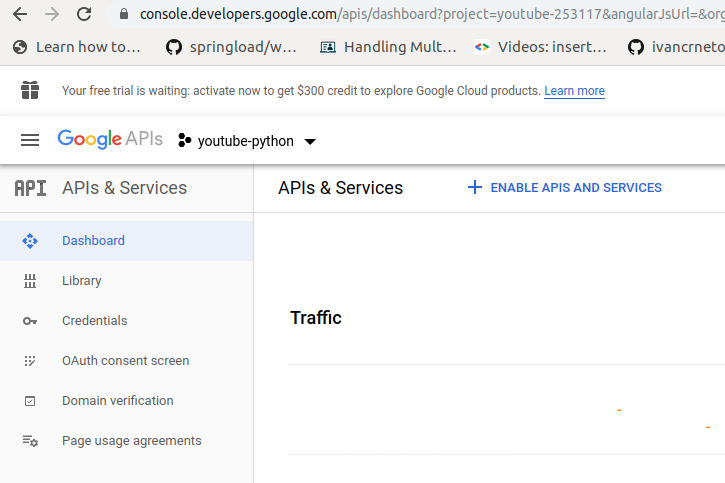 console.developers.google.com/apis/dashboard?project=youtube-253117&angularJsUrl=&org
Learn how to… springload/w… Handling Mult… Videos: insert… ivancrneto
Your free trial is waiting: activate now to get $300 credit to explore Google Cloud products. Learn more
Google APIs youtube-python
API APIs & Services APIs & Services + ENABLE APIS AND SERVICES
Dashboard
Library
Traffic
Credentials
OAuth consent screen
Domain verification
Page usage agreements